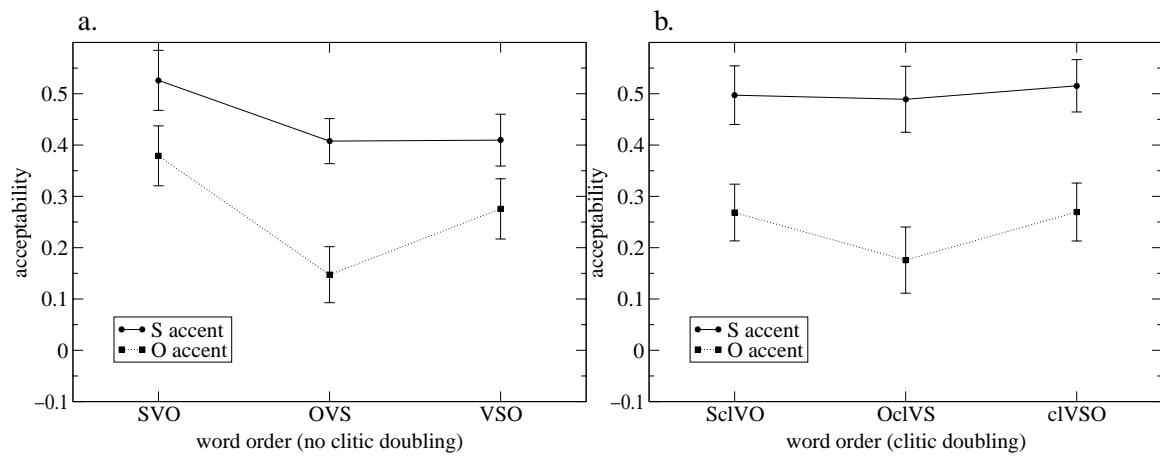 a.
acceptability
0.5
0.4
0.3
0.2
0.1
0
–0.1
S accent
O accent
SVO OVS VSO
word order (no clitic doubling)
b.
acceptability
0.5
0.4
0.3
0.2
0.1
0
–0.1
S accent
O accent
SclVO OclVS clVSO
word order (clitic doubling)